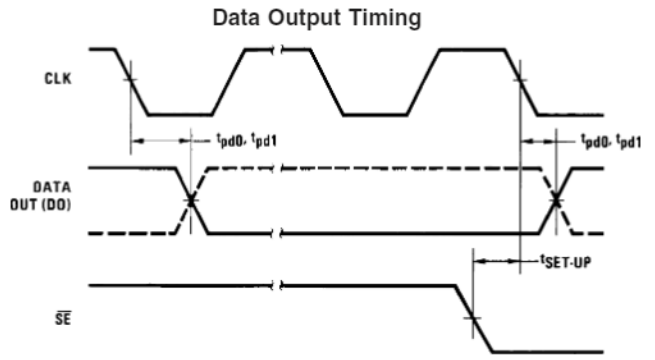 Data Output Timing
CLK
tpd0, tpd1
tpd0, tpd1
DATA
OUT (DO)
tSET-UP
SE